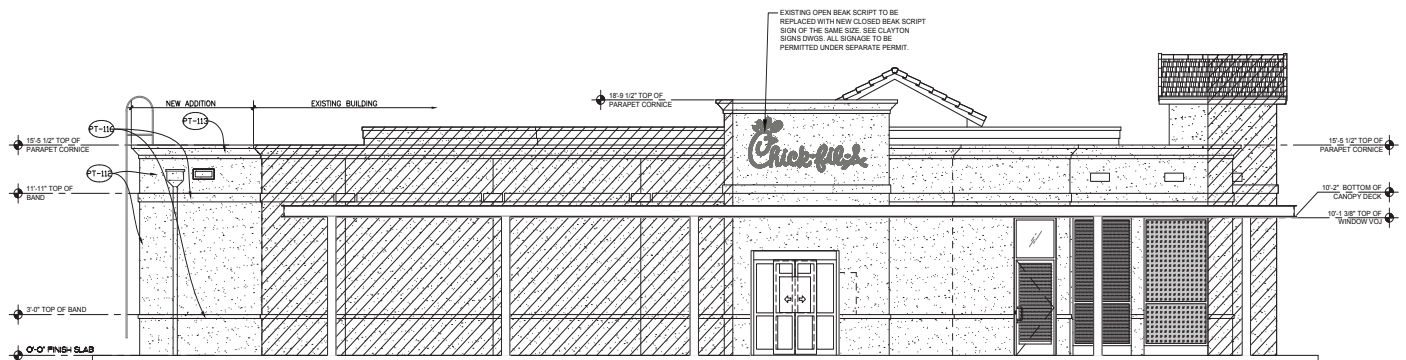 EXISTING OPEN BEAK SCRIPT TO BE
REPLACED WITH NEW CLOSED BEAK SCRIPT
SIGN OF THE SAME SIZE. SEE CLAYTON
SIGNS DWGS. ALL SIGNAGE TO BE
PERMITTED UNDER SEPARATE PERMIT.
NEW ADDITION
EXISTING BUILDING
18'-9 1/2" TOP OF
PARAPET CORNICE
PT-113
PT-116
15'-5 1/2" TOP OF
PARAPET CORNICE
Chick-fil-A
15'-5 1/2" TOP OF
PARAPET CORNICE
PT-112
11'-11" TOP OF
BAND
10'-2" BOTTOM OF
CANOPY DECK
10'-1 3/8" TOP OF
WINDOW VOJ
3'-0" TOP OF BAND
0'-0" FINISH SLAB